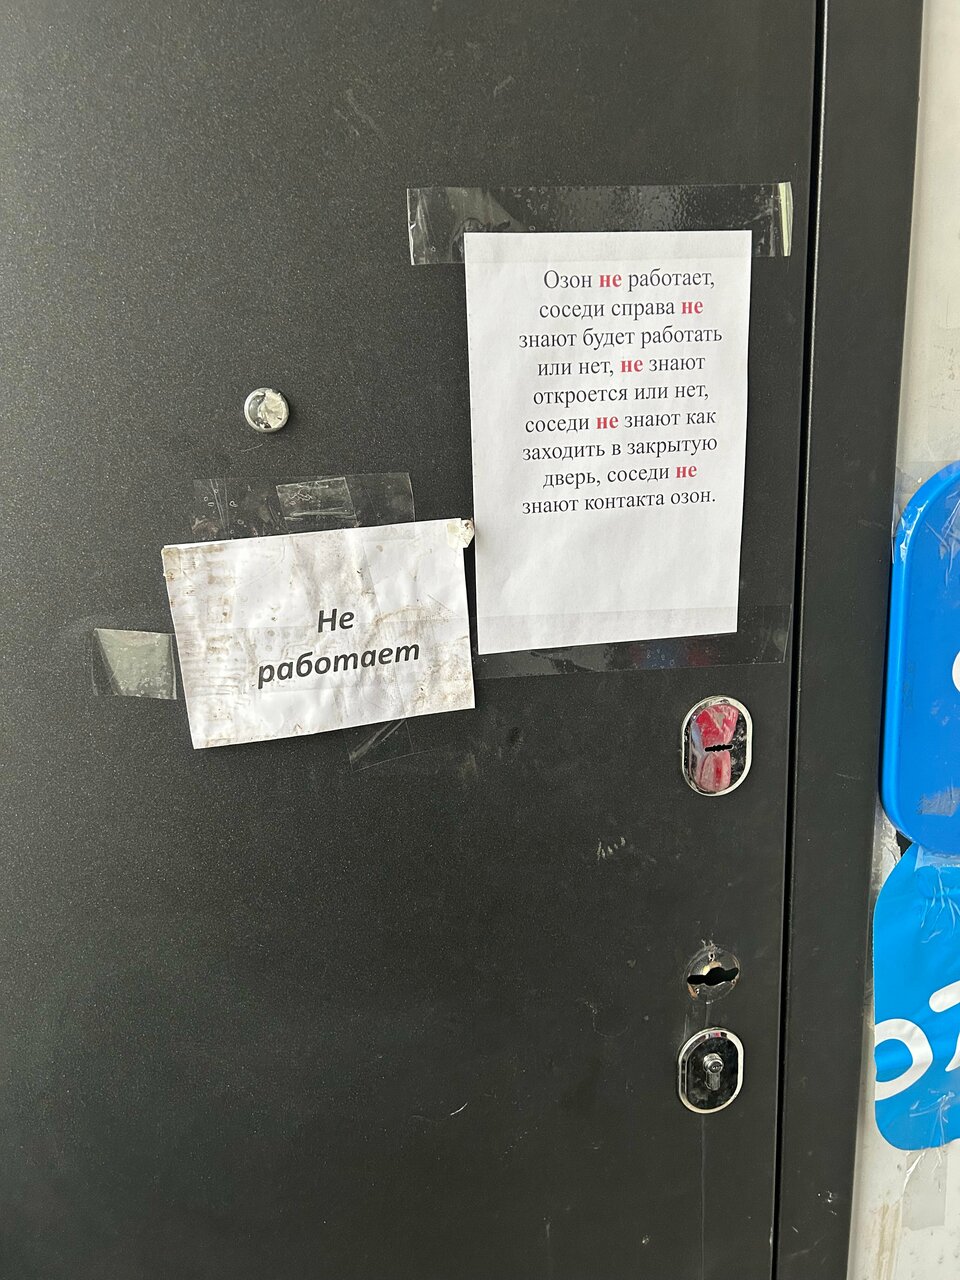 Озон не работает,
соседи справа не
знают будет работать
или нет, не знают
откроется или нет,
соседи не знают как
заходить в закрытую
дверь, соседи не
знают контакта озон.
Не
работает